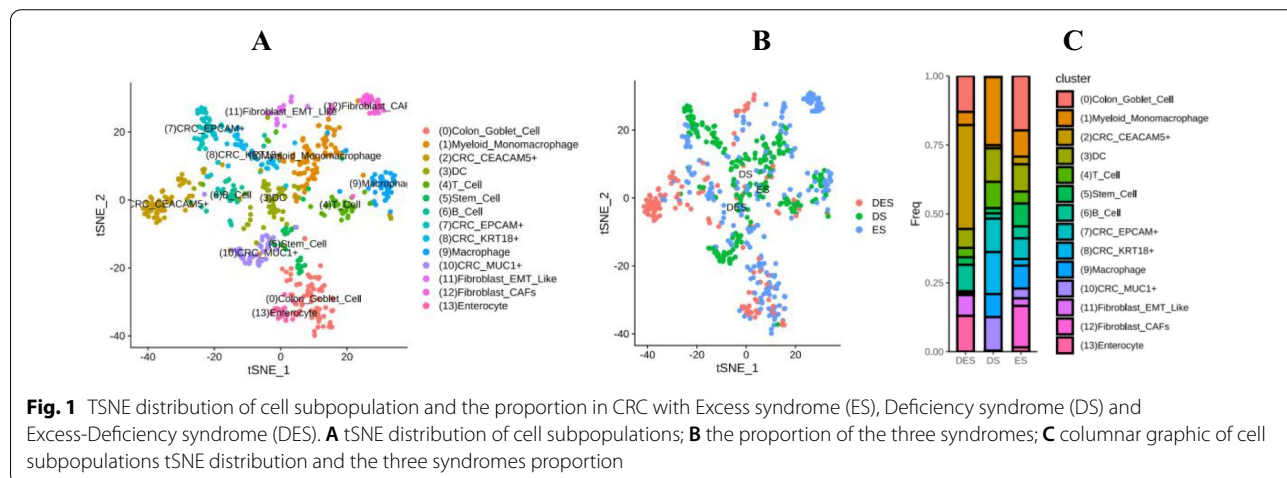 A
B
C
20
0
-20
-40
tSNE_2
-40
-20
0
20
tSNE_1
(11)Fibroblast_EMT_Like
(12)Fibroblast_CAF
(7)CRC_EPCAM+
Myeloid_Monomacrophage
(9)Macrophag
(6)B_Cell
(3)DC
CRC_CEACAM5+
(4)T_Cell
(5)Stem_Cell
(10)CRC_MUC1+
(0)Colon_Goblet_Cell
(13)Enterocyte
(0)Colon_Goblet_Cell
(1)Myeloid_Monomacrophage
(2)CRC_CEACAM5+
(3)DC
(4)T_Cell
(5)Stem_Cell
(6)B_Cell
(7)CRC_EPCAM+
(8)CRC_KRT18+
(9)Macrophage
(10)CRC_MUC1+
(11)Fibroblast_EMT_Like
(12)Fibroblast_CAFs
(13)Enterocyte
20
0
-20
-40
tSNE_2
-40
-20
0
20
tSNE_1
DS
ES
DES
DES
DS
ES
1.00
0.75
0.50
0.25
0.00
Freq
DES
DS
ES
cluster
(0)Colon_Goblet_Cell
(1)Myeloid_Monomacrophage
(2)CRC_CEACAM5+
(3)DC
(4)T_Cell
(5)Stem_Cell
(6)B_Cell
(7)CRC_EPCAM+
(8)CRC_KRT18+
(9)Macrophage
(10)CRC_MUC1+
(11)Fibroblast_EMT_Like
(12)Fibroblast_CAFs
(13)Enterocyte
Fig. 1 TSNE distribution of cell subpopulation and the proportion in CRC with Excess syndrome (ES), Deficiency syndrome (DS) and
Excess-Deficiency syndrome (DES). A tSNE distribution of cell subpopulations; B the proportion of the three syndromes; C columnar graphic of cell
subpopulations tSNE distribution and the three syndromes proportion